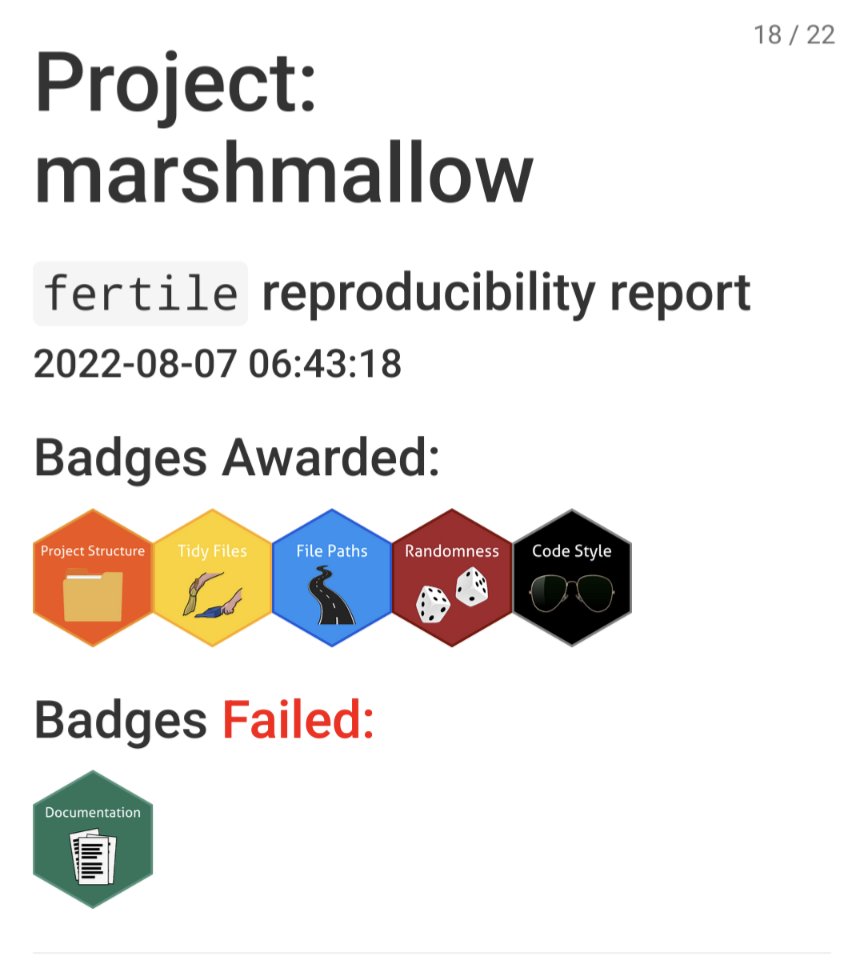 18 / 22
Project:
marshmallow
fertile reproducibility report
2022-08-07 06:43:18
Badges Awarded:
Project Structure
Tidy Files
File Paths
Randomness
Code Style
Badges Failed:
Documentation